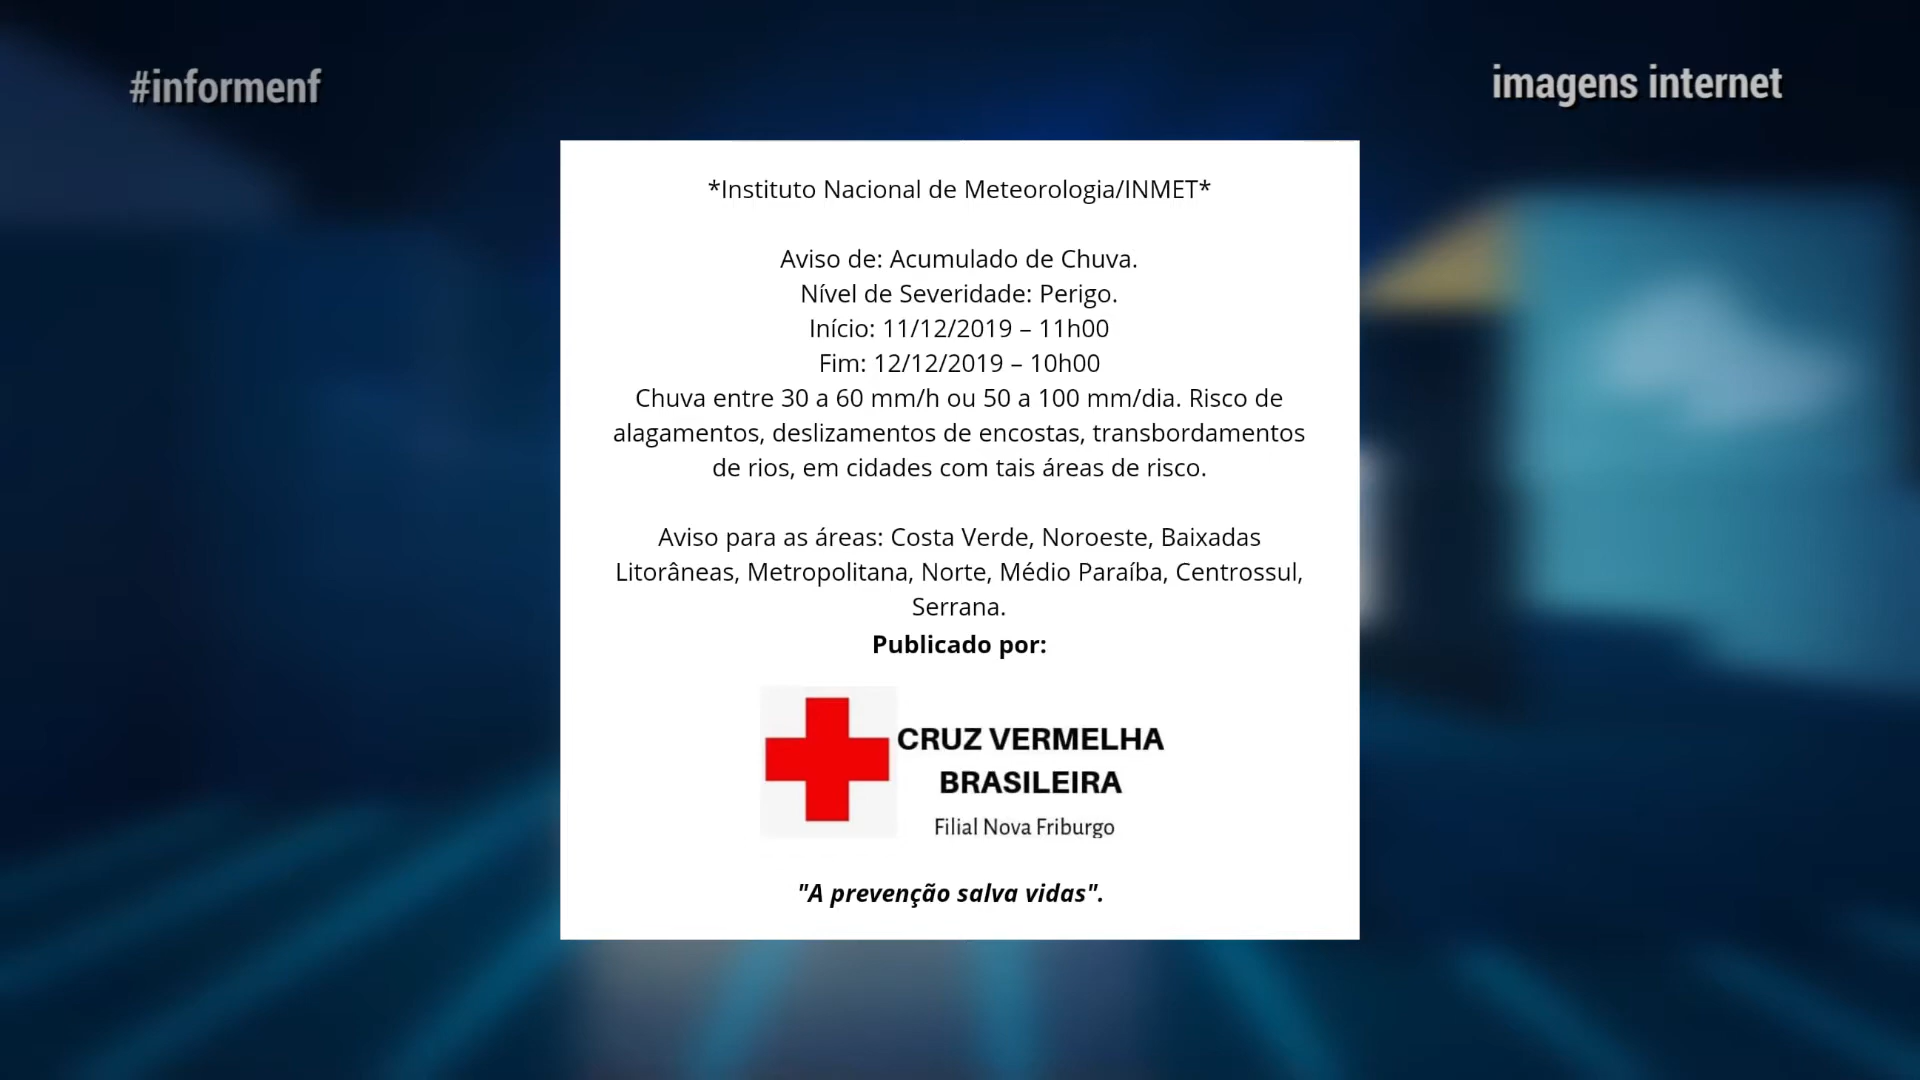 #informenf
imagens internet
*Instituto Nacional de Meteorologia/INMET*
Aviso de: Acumulado de Chuva.
Nível de Severidade: Perigo.
Início: 11/12/2019 – 11h00
Fim: 12/12/2019 – 10h00
Chuva entre 30 a 60 mm/h ou 50 a 100 mm/dia. Risco de
alagamentos, deslizamentos de encostas, transbordamentos
de rios, em cidades com tais áreas de risco.
Aviso para as áreas: Costa Verde, Noroeste, Baixadas
Litorâneas, Metropolitana, Norte, Médio Paraíba, Centrossul,
Serrana.
Publicado por:
CRUZ VERMELHA
BRASILEIRA
Filial Nova Friburgo
"A prevenção salva vidas".